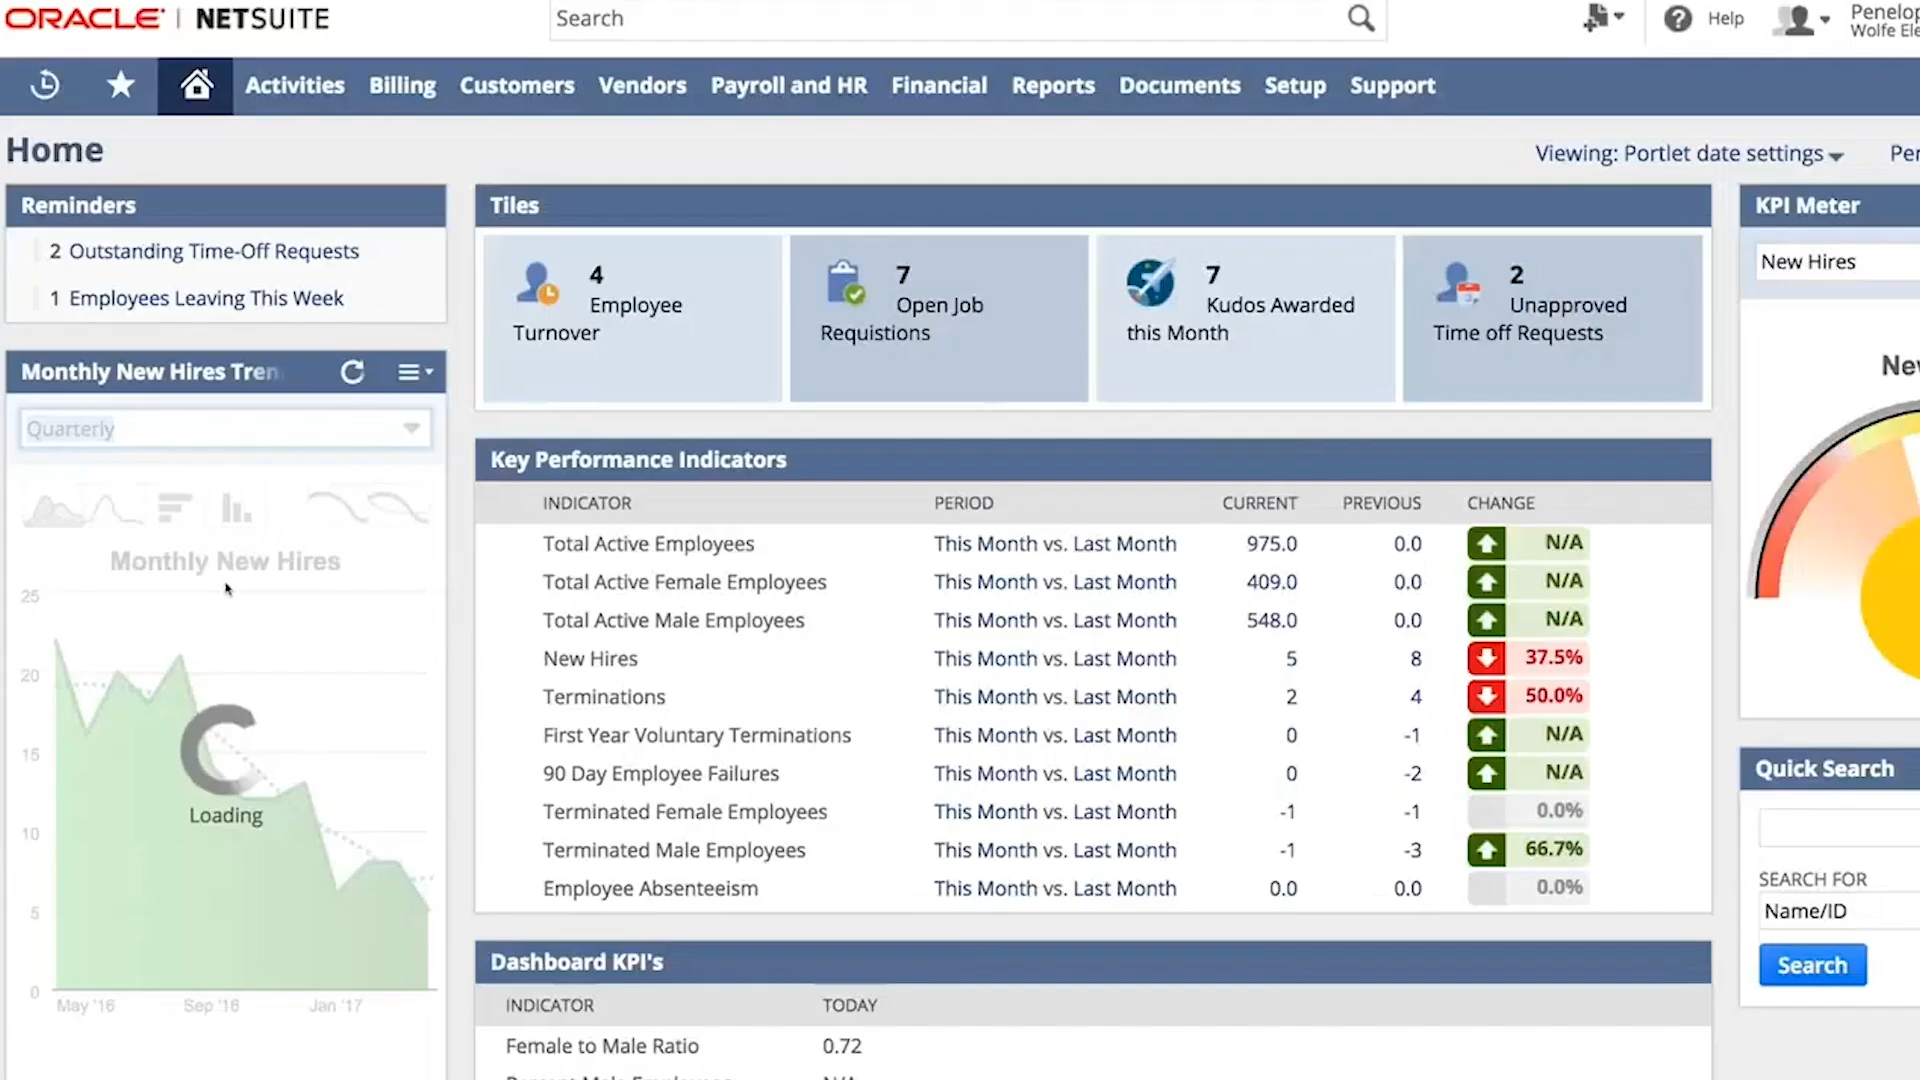 ORACLE | NETSUITE
Search
Help
Penelop
Wolfe Ele
Activities Billing Customers Vendors Payroll and HR Financial Reports Documents Setup Support
Home
Viewing: Portlet date settings
Per
Reminders
2 Outstanding Time-Off Requests
1 Employees Leaving This Week
Monthly New Hires Tren
Quarterly
Monthly New Hires
25
20
15
10
5
0
Loading
May '16 Sep '16 Jan '17
Tiles
4
Employee
Turnover
7
Open Job
Requistions
7
Kudos Awarded
this Month
2
Unapproved
Time off Requests
Key Performance Indicators
INDICATOR PERIOD CURRENT PREVIOUS CHANGE
Total Active Employees This Month vs. Last Month 975.0 0.0 N/A
Total Active Female Employees This Month vs. Last Month 409.0 0.0 N/A
Total Active Male Employees This Month vs. Last Month 548.0 0.0 N/A
New Hires This Month vs. Last Month 5 8 37.5%
Terminations This Month vs. Last Month 2 4 50.0%
First Year Voluntary Terminations This Month vs. Last Month 0 -1 N/A
90 Day Employee Failures This Month vs. Last Month 0 -2 N/A
Terminated Female Employees This Month vs. Last Month -1 -1 0.0%
Terminated Male Employees This Month vs. Last Month -1 -3 66.7%
Employee Absenteeism This Month vs. Last Month 0.0 0.0 0.0%
Dashboard KPI's
INDICATOR TODAY
Female to Male Ratio 0.72
KPI Meter
New Hires
Nev
Quick Search
SEARCH FOR
Name/ID
Search